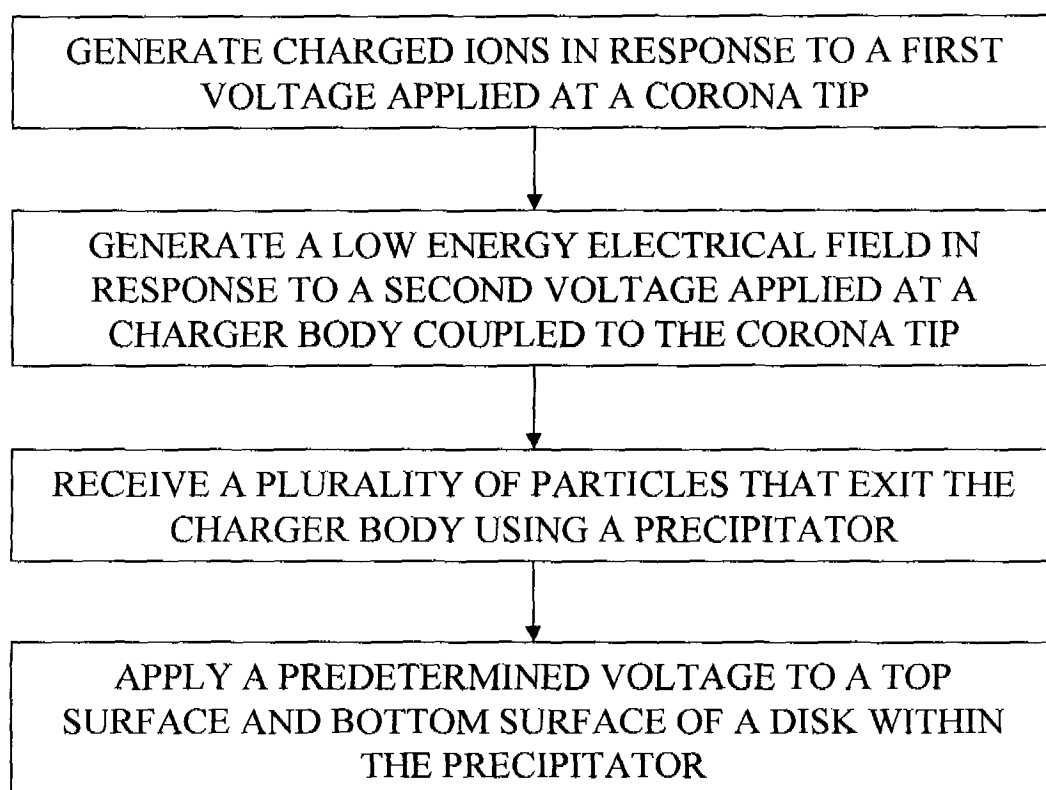 GENERATE CHARGED IONS IN RESPONSE TO A FIRST
VOLTAGE APPLIED AT A CORONA TIP
GENERATE A LOW ENERGY ELECTRICAL FIELD IN
RESPONSE TO A SECOND VOLTAGE APPLIED AT A
CHARGER BODY COUPLED TO THE CORONA TIP
RECEIVE A PLURALITY OF PARTICLES THAT EXIT THE
CHARGER BODY USING A PRECIPITATOR
APPLY A PREDETERMINED VOLTAGE TO A TOP
SURFACE AND BOTTOM SURFACE OF A DISK WITHIN
THE PRECIPITATOR